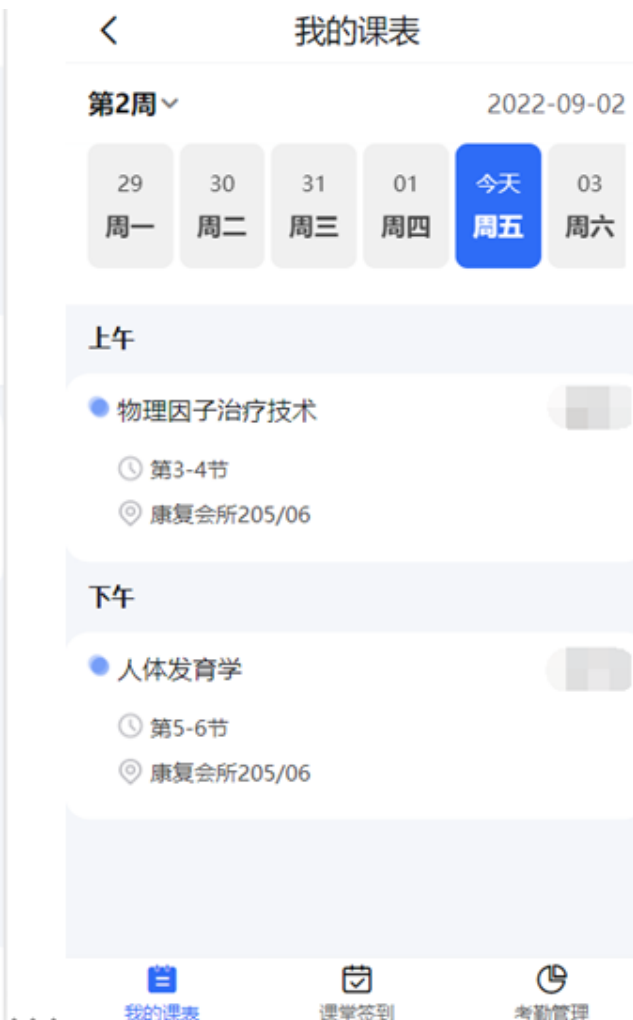 我的课表
第2周 2022-09-02
29 30 31 01 今天 03
周一 周二 周三 周四 周五 周六
上午
物理因子治疗技术
第3-4节
康复会所205/06
下午
人体发育学
第5-6节
康复会所205/06
我的课表 课堂签到 考勤管理